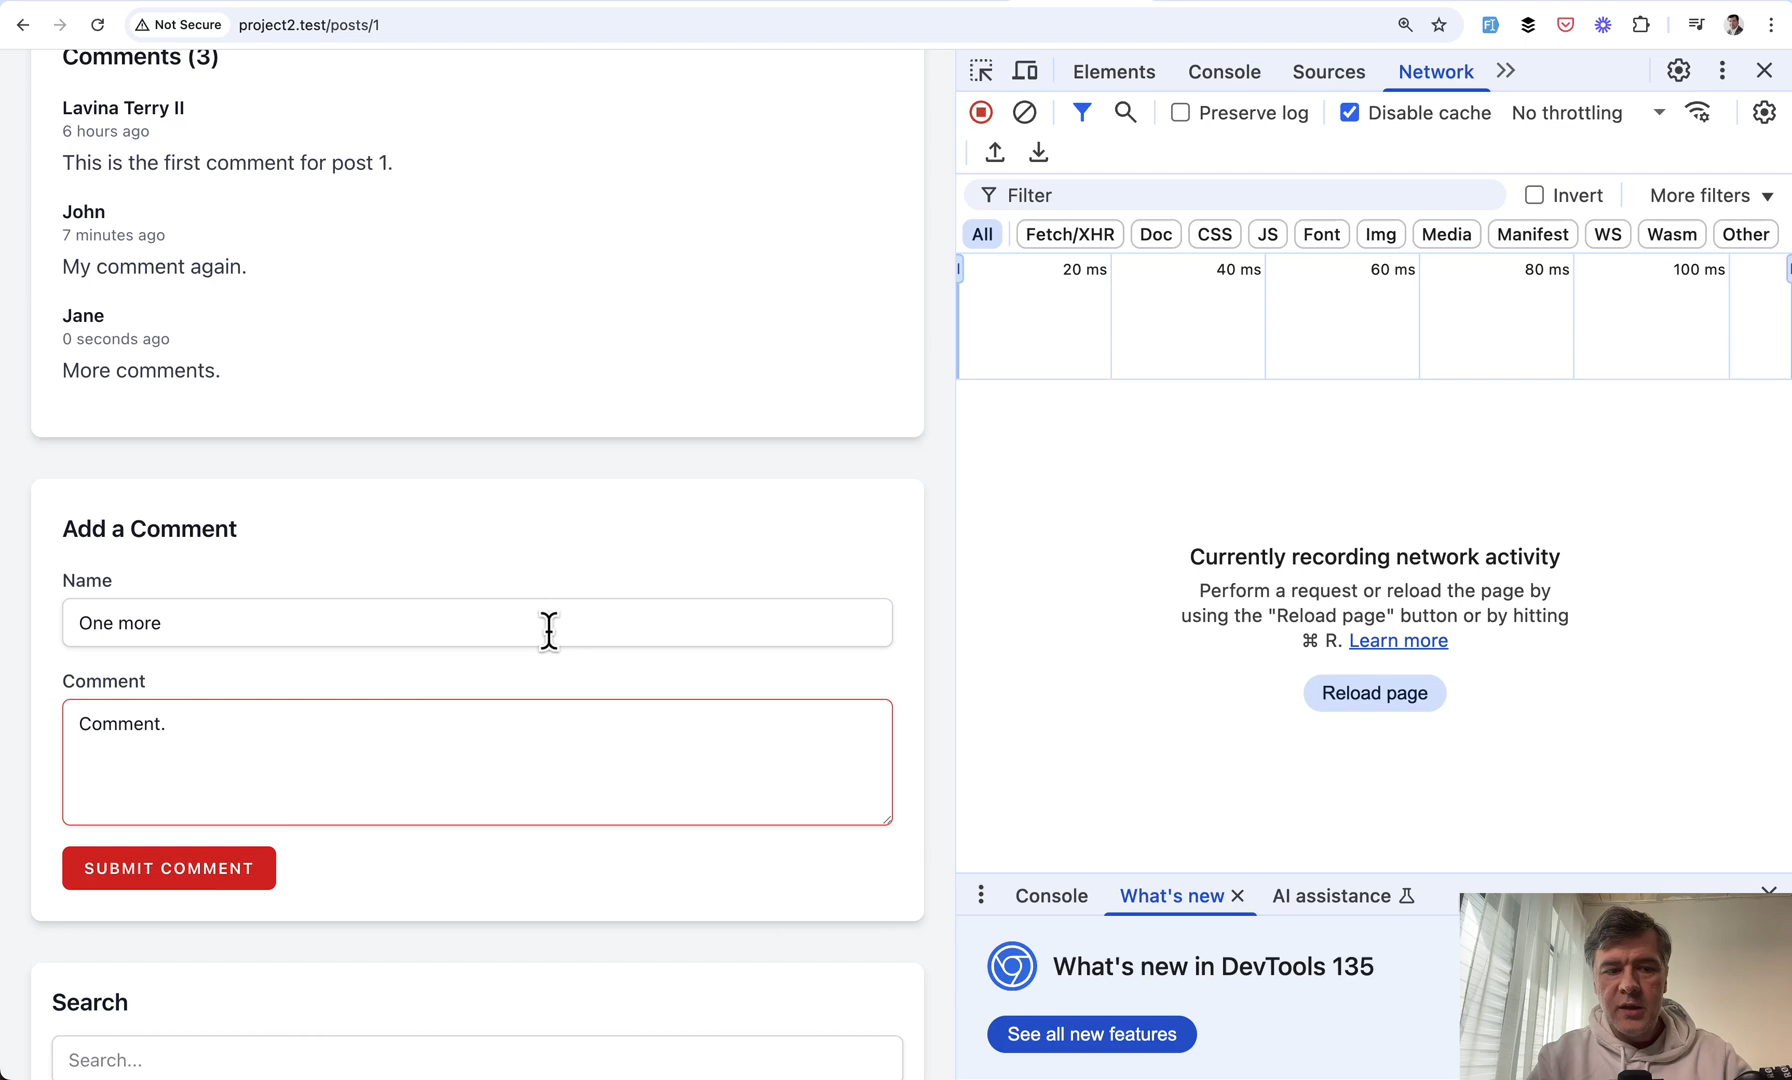 Not Secure
project2.test/posts/1
Comments (3)
Lavina Terry II
6 hours ago
This is the first comment for post 1.
John
7 minutes ago
My comment again.
Jane
0 seconds ago
More comments.
Add a Comment
Name
One more
Comment
Comment.
SUBMIT COMMENT
Search
Search...
Elements Console Sources Network
Preserve log Disable cache No throttling
Filter Invert More filters
All Fetch/XHR Doc CSS JS Font Img Media Manifest WS Wasm Other
20 ms 40 ms 60 ms 80 ms 100 ms
Currently recording network activity
Perform a request or reload the page by
using the "Reload page" button or by hitting
⌘ R. Learn more
Reload page
Console What's new AI assistance
What's new in DevTools 135
See all new features